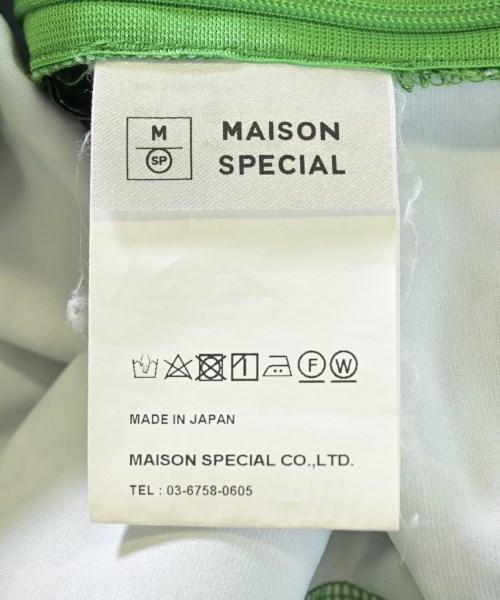 M
SP
MAISON
SPECIAL
F W
MADE IN JAPAN
MAISON SPECIAL CO.,LTD.
TEL : 03-6758-0605